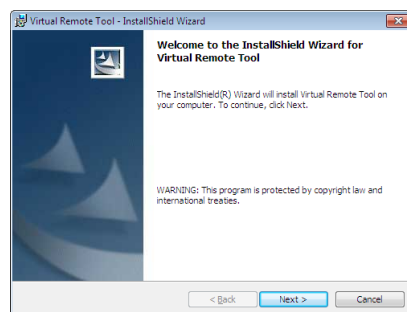 Virtual Remote Tool - InstallShield Wizard
Welcome to the InstallShield Wizard for
Virtual Remote Tool
The InstallShield(R) Wizard will install Virtual Remote Tool on
your computer. To continue, click Next.
WARNING: This program is protected by copyright law and
international treaties.
< Back
Next >
Cancel